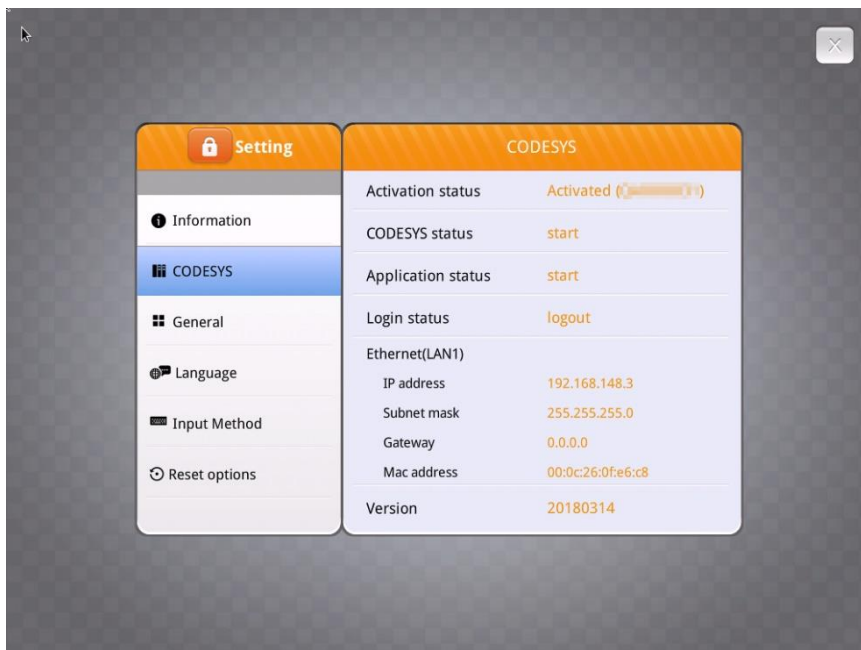 X
Setting
CODESYS
Information
CODESYS
General
Language
Input Method
Reset options
Activation status Activated ( )
CODESYS status start
Application status start
Login status logout
Ethernet(LAN1)
IP address 192.168.148.3
Subnet mask 255.255.255.0
Gateway 0.0.0.0
Mac address 00:0c:26:0f:e6:c8
Version 20180314